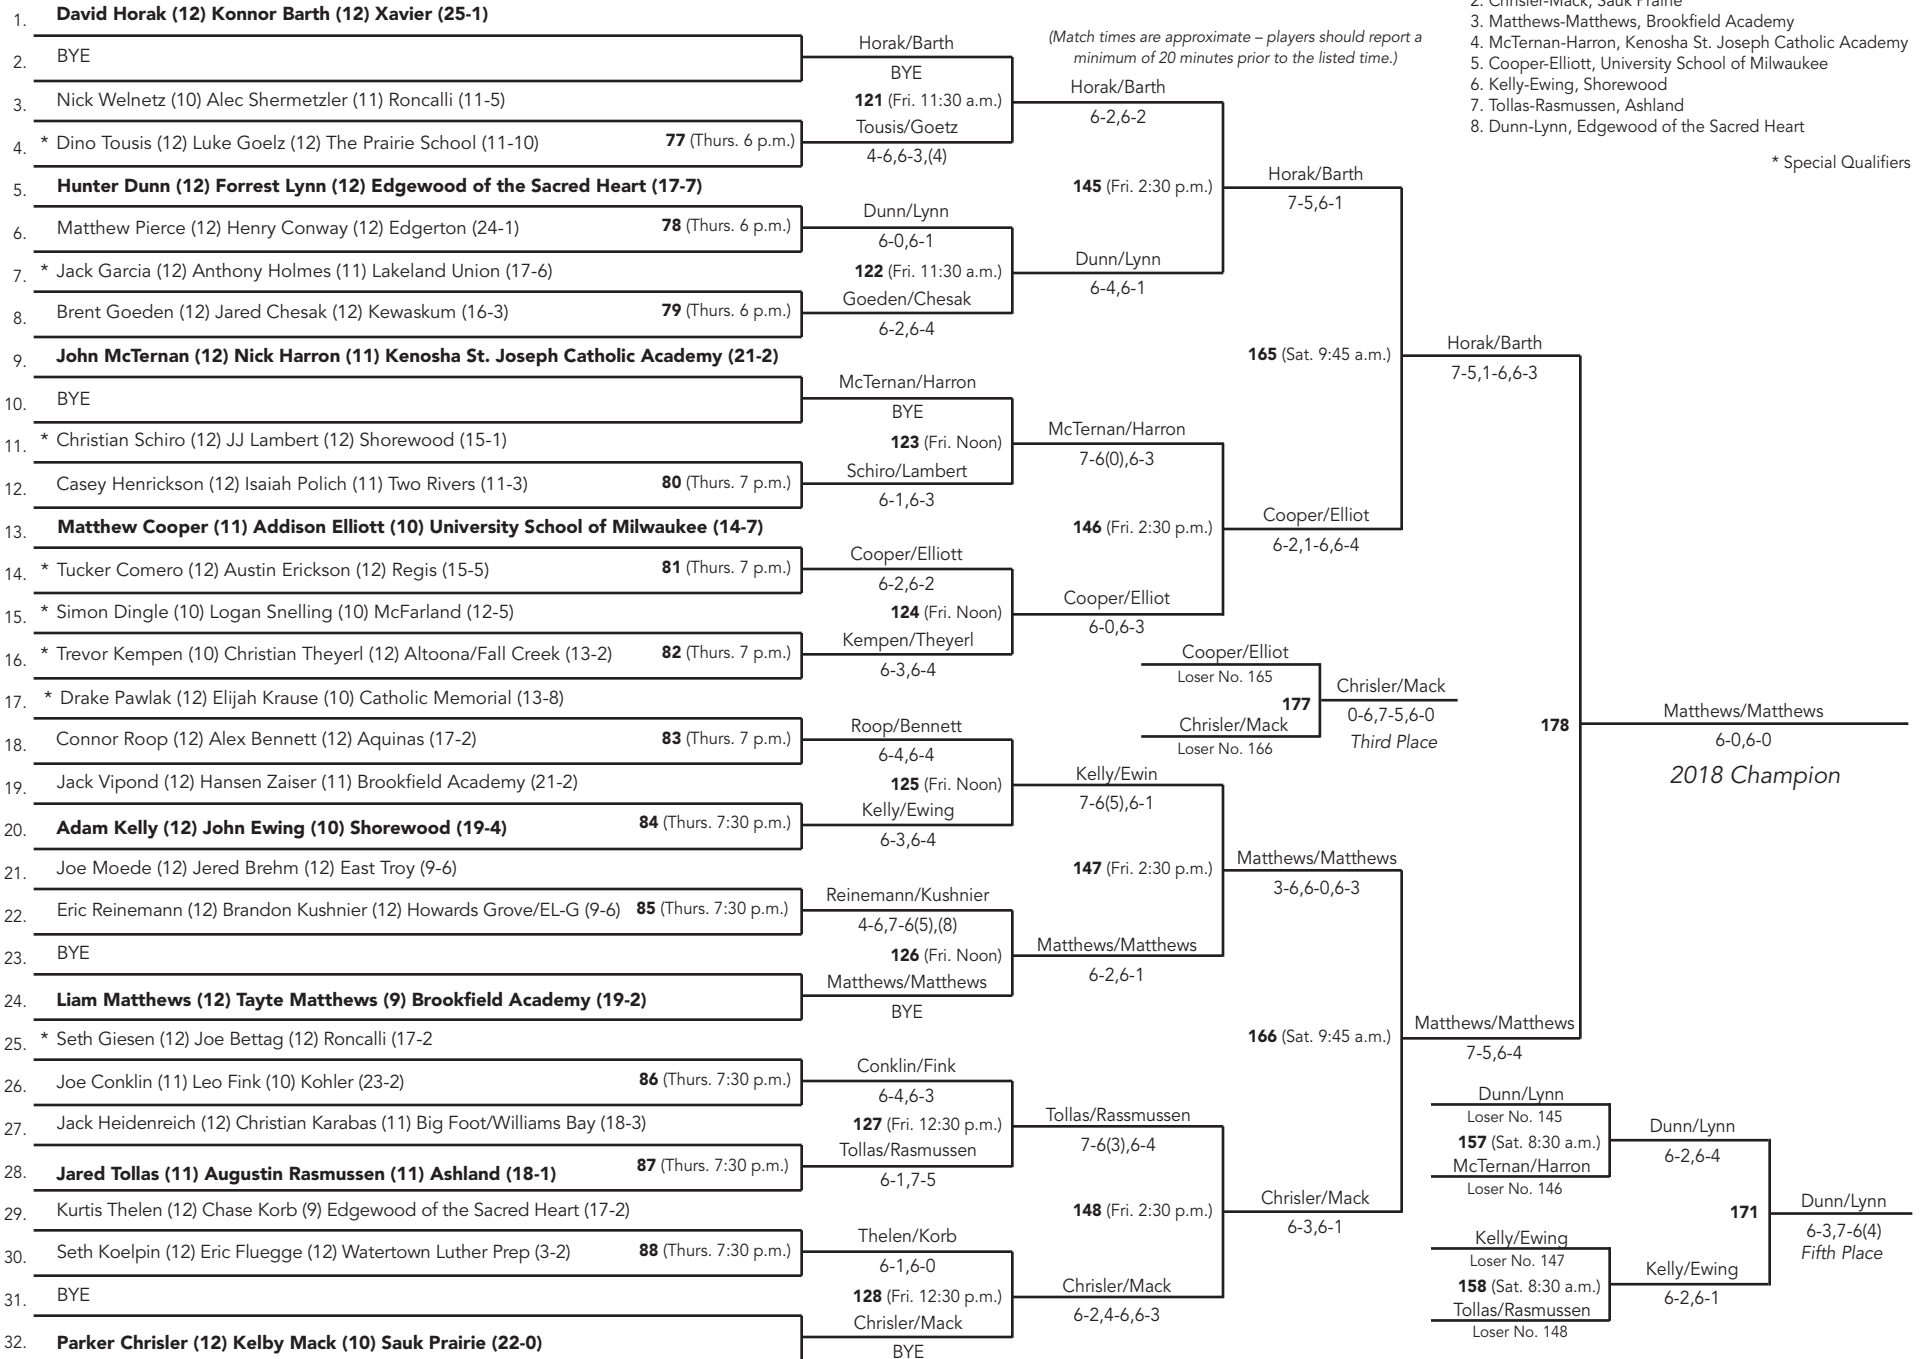 1. David Horak (12) Konnor Barth (12) Xavier (25-1)
2. BYE
3. Nick Welnetz (10) Alec Shermetzler (11) Roncalli (11-5)
4. * Dino Tousis (12) Luke Goelz (12) The Prairie School (11-10) 77 (Thurs. 6 p.m.)
5. Hunter Dunn (12) Forrest Lynn (12) Edgewood of the Sacred Heart (17-7)
6. Matthew Pierce (12) Henry Conway (12) Edgerton (24-1) 78 (Thurs. 6 p.m.)
7. * Jack Garcia (12) Anthony Holmes (11) Lakeland Union (17-6)
8. Brent Goeden (12) Jared Chesak (12) Kewaskum (16-3) 79 (Thurs. 6 p.m.)
9. John McTernan (12) Nick Harron (11) Kenosha St. Joseph Catholic Academy (21-2)
10. BYE
11. * Christian Schiro (12) JJ Lambert (12) Shorewood (15-1)
12. Casey Henrickson (12) Isaiah Polich (11) Two Rivers (11-3) 80 (Thurs. 7 p.m.)
13. Matthew Cooper (11) Addison Elliott (10) University School of Milwaukee (14-7)
14. * Tucker Comero (12) Austin Erickson (12) Regis (15-5) 81 (Thurs. 7 p.m.)
15. * Simon Dingle (10) Logan Snelling (10) McFarland (12-5)
16. * Trevor Kempen (10) Christian Theyerl (12) Altoona/Fall Creek (13-2) 82 (Thurs. 7 p.m.)
17. * Drake Pawlak (12) Elijah Krause (10) Catholic Memorial (13-8)
18. Connor Roop (12) Alex Bennett (12) Aquinas (17-2) 83 (Thurs. 7 p.m.)
19. Jack Vipond (12) Hansen Zaiser (11) Brookfield Academy (21-2)
20. Adam Kelly (12) John Ewing (10) Shorewood (19-4) 84 (Thurs. 7:30 p.m.)
21. Joe Moede (12) Jered Brehm (12) East Troy (9-6)
22. Eric Reinemann (12) Brandon Kushnier (12) Howards Grove/EL-G (9-6) 85 (Thurs. 7:30 p.m.)
23. BYE
24. Liam Matthews (12) Tayte Matthews (9) Brookfield Academy (19-2)
25. * Seth Giesen (12) Joe Bettag (12) Roncalli (17-2
26. Joe Conklin (11) Leo Fink (10) Kohler (23-2) 86 (Thurs. 7:30 p.m.)
27. Jack Heidenreich (12) Christian Karabas (11) Big Foot/Williams Bay (18-3)
28. Jared Tollas (11) Augustin Rasmussen (11) Ashland (18-1) 87 (Thurs. 7:30 p.m.)
29. Kurtis Thelen (12) Chase Korb (9) Edgewood of the Sacred Heart (17-2)
30. Seth Koelpin (12) Eric Fluegge (12) Watertown Luther Prep (3-2) 88 (Thurs. 7:30 p.m.)
31. BYE
32. Parker Chrisler (12) Kelby Mack (10) Sauk Prairie (22-0)
Horak/Barth
BYE
121 (Fri. 11:30 a.m.)
Tousis/Goetz
4-6,6-3,(4)
Dunn/Lynn
6-0,6-1
122 (Fri. 11:30 a.m.)
Goeden/Chesak
6-2,6-4
McTernan/Harron
BYE
123 (Fri. Noon)
Schiro/Lambert
6-1,6-3
Cooper/Elliott
6-2,6-2
124 (Fri. Noon)
Kempen/Theyerl
6-3,6-4
Roop/Bennett
6-4,6-4
125 (Fri. Noon)
Kelly/Ewing
6-3,6-4
Reinemann/Kushnier
4-6,7-6(5),(8)
126 (Fri. Noon)
Matthews/Matthews
BYE
Conklin/Fink
6-4,6-3
127 (Fri. 12:30 p.m.)
Tollas/Rasmussen
6-1,7-5
Thelen/Korb
6-1,6-0
128 (Fri. 12:30 p.m.)
Chrisler/Mack
BYE
(Match times are approximate – players should report a
minimum of 20 minutes prior to the listed time.)
Horak/Barth
6-2,6-2
145 (Fri. 2:30 p.m.)
Dunn/Lynn
6-4,6-1
McTernan/Harron
7-6(0),6-3
146 (Fri. 2:30 p.m.)
Cooper/Elliot
6-0,6-3
Kelly/Ewin
7-6(5),6-1
147 (Fri. 2:30 p.m.)
Matthews/Matthews
6-2,6-1
Tollas/Rassmussen
7-6(3),6-4
148 (Fri. 2:30 p.m.)
Chrisler/Mack
6-2,4-6,6-3
Horak/Barth
7-5,6-1
165 (Sat. 9:45 a.m.)
Cooper/Elliot
6-2,1-6,6-4
Matthews/Matthews
3-6,6-0,6-3
166 (Sat. 9:45 a.m.)
Chrisler/Mack
6-3,6-1
Horak/Barth
7-5,1-6,6-3
178
Matthews/Matthews
7-5,6-4
Matthews/Matthews
6-0,6-0
2018 Champion
Cooper/Elliot
Loser No. 165
177
Chrisler/Mack
Loser No. 166
Chrisler/Mack
0-6,7-5,6-0
Third Place
Dunn/Lynn
Loser No. 145
157 (Sat. 8:30 a.m.)
McTernan/Harron
Loser No. 146
Dunn/Lynn
6-2,6-4
Kelly/Ewing
Loser No. 147
158 (Sat. 8:30 a.m.)
Tollas/Rasmussen
Loser No. 148
Kelly/Ewing
6-2,6-1
171
Dunn/Lynn
6-3,7-6(4)
Fifth Place
2. Chrisler-Mack, Sauk Prairie
3. Matthews-Matthews, Brookfield Academy
4. McTernan-Harron, Kenosha St. Joseph Catholic Academy
5. Cooper-Elliott, University School of Milwaukee
6. Kelly-Ewing, Shorewood
7. Tollas-Rasmussen, Ashland
8. Dunn-Lynn, Edgewood of the Sacred Heart
* Special Qualifiers